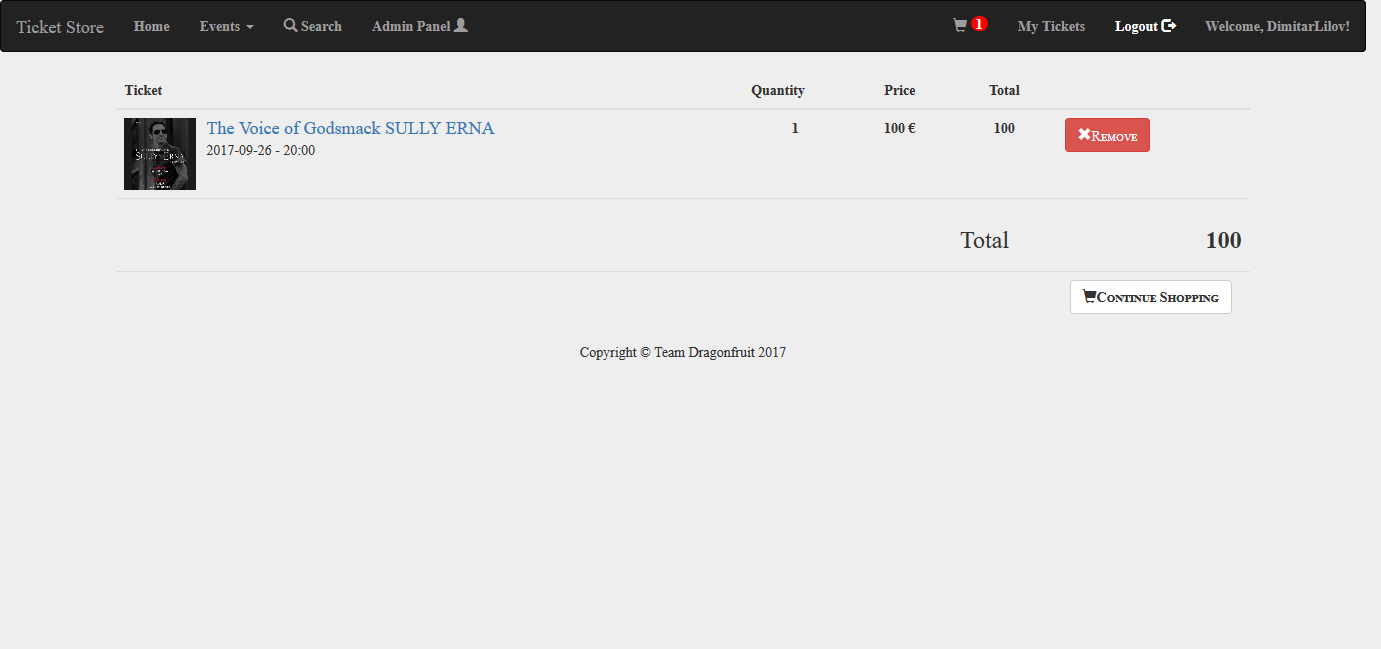 Ticket Store Home Events Search Admin Panel 1 My Tickets Logout Welcome, DimitarLilov!
Ticket Quantity Price Total
The Voice of Godsmack SULLY ERNA 1 100 € 100 Remove
2017-09-26 - 20:00
SULLY ERNA
Total 100
Continue Shopping
Copyright © Team Dragonfruit 2017